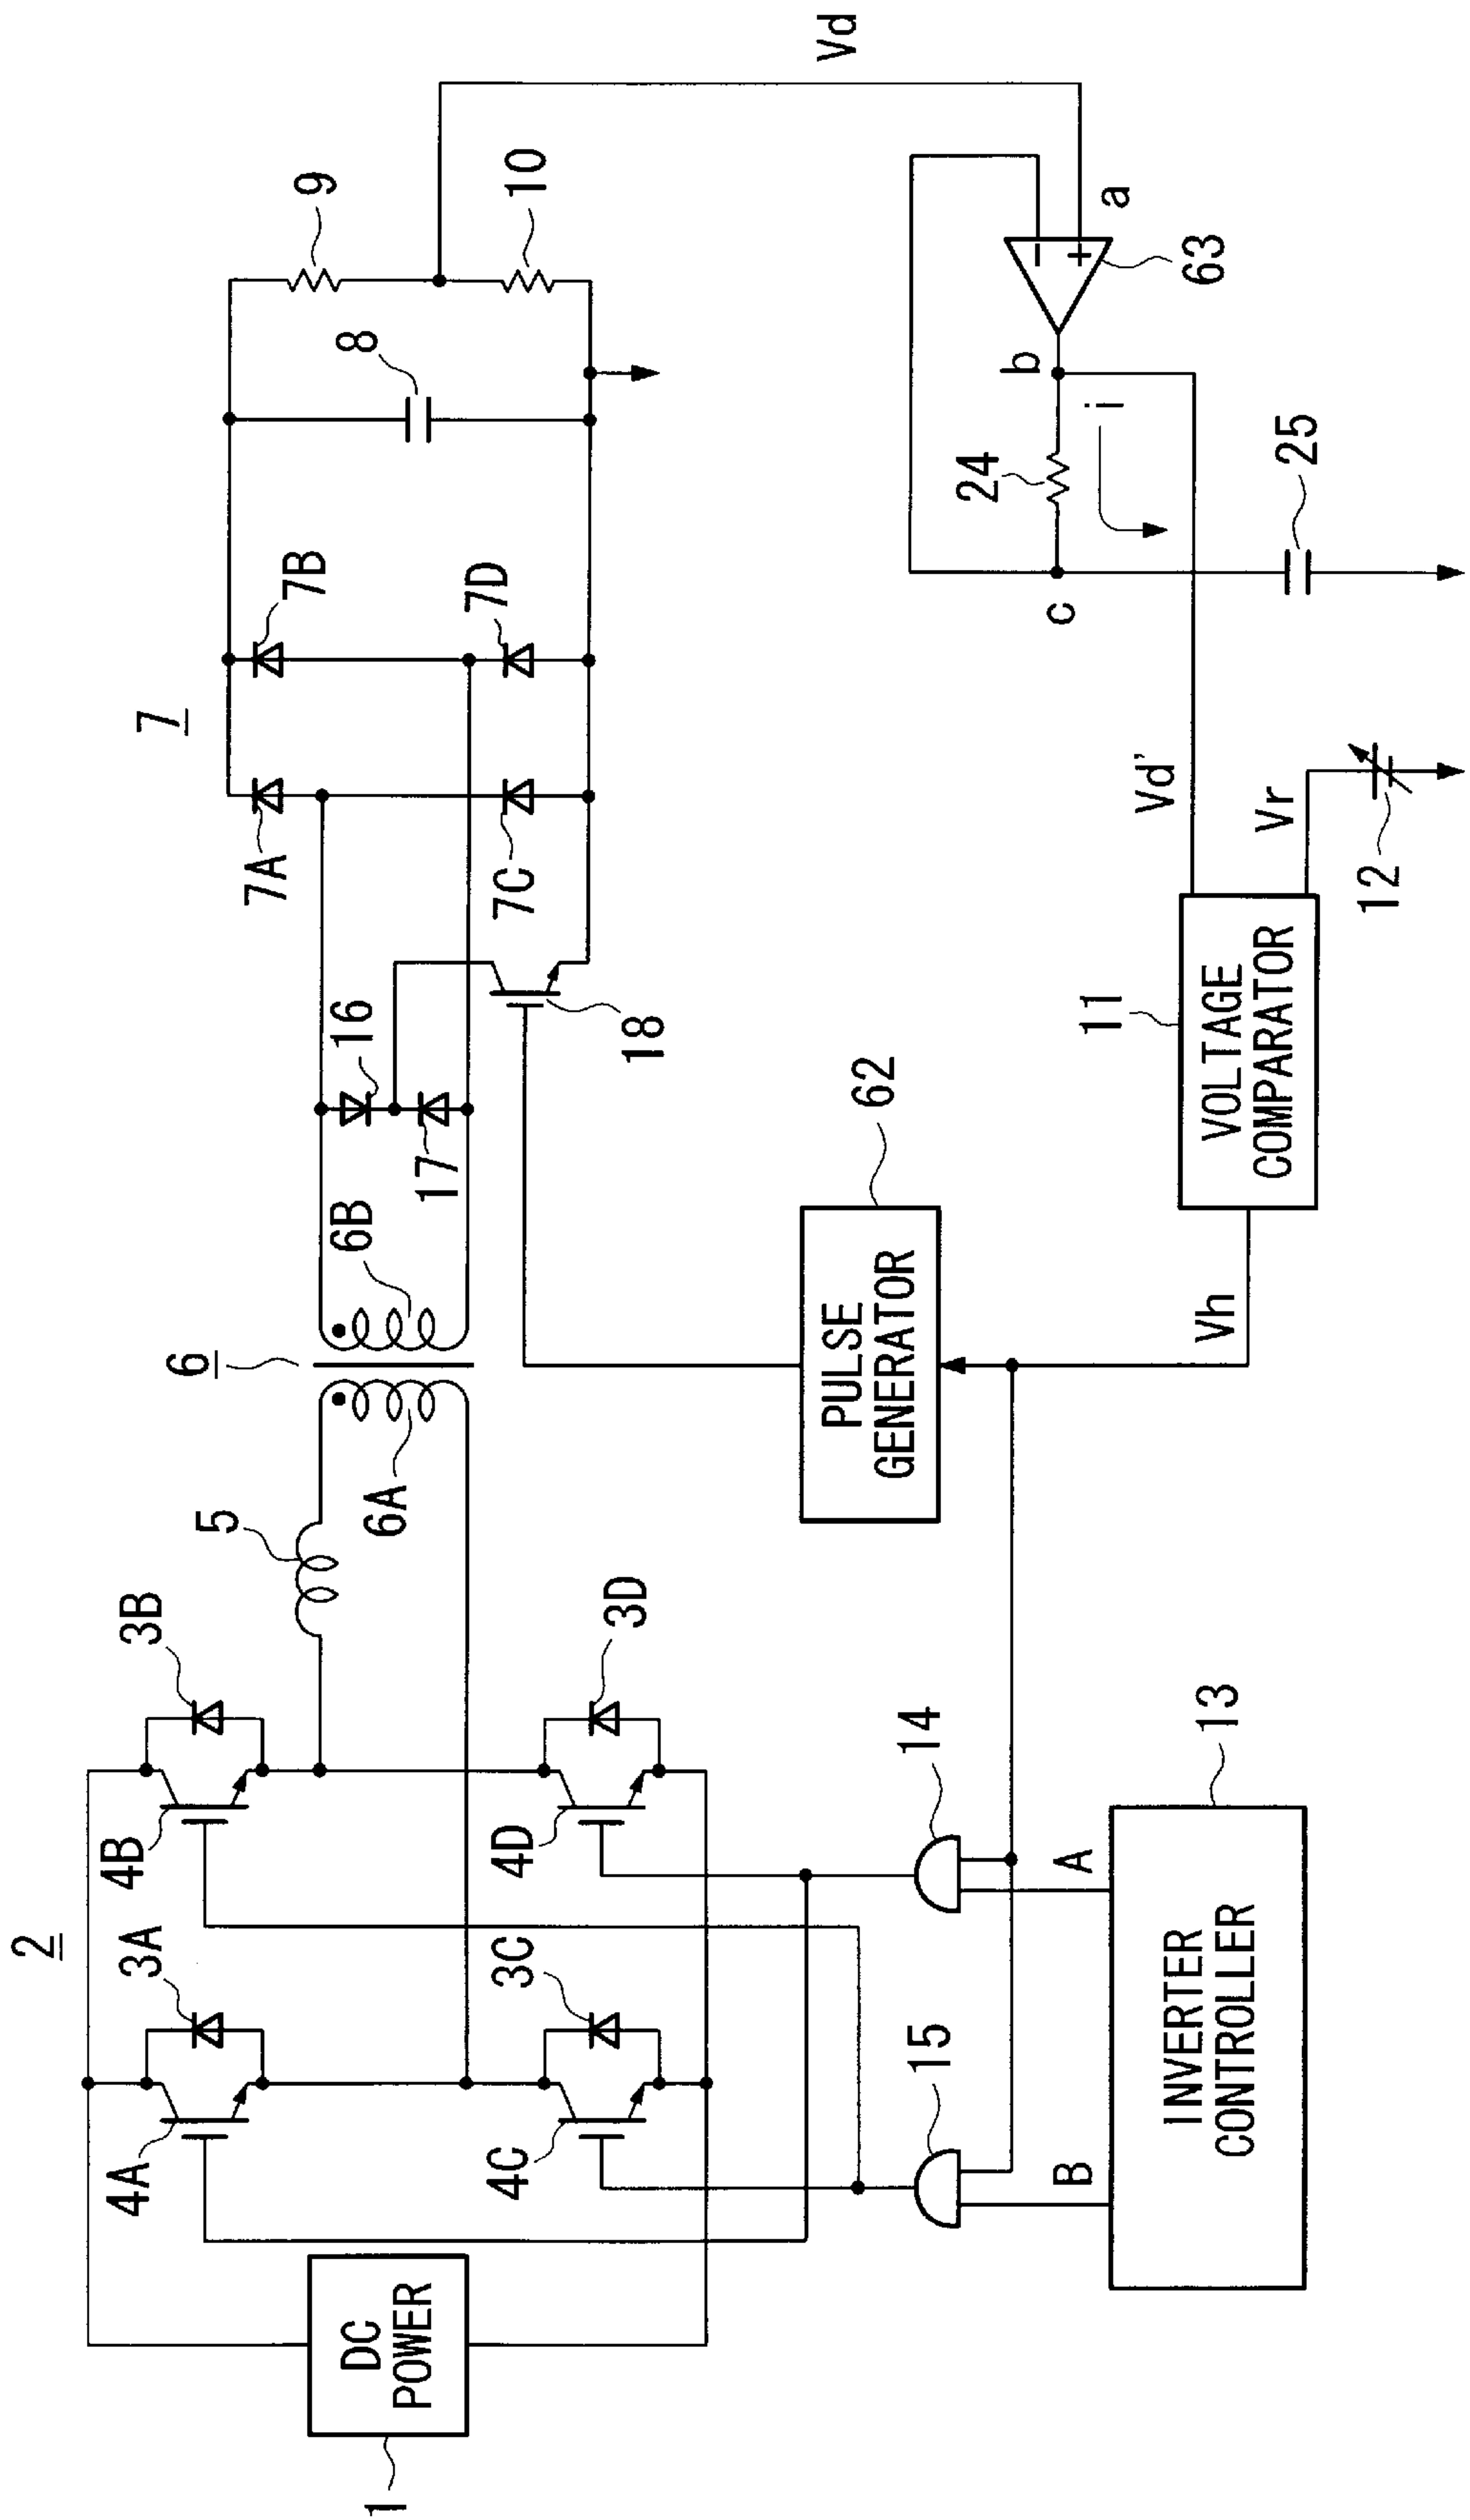 2
3A
3B
4A
4B
3C
3D
4C
4D
1
DC
POWER
5
6
6A
6B
16
17
18
7
7A
7B
7C
7D
8
9
10
Vd
15
14
B
A
INVERTER
CONTROLLER
13
PULSE
GENERATOR
62
Vh
VOLTAGE
COMPARATOR
11
Vd'
Vr
12
c
24
b
i
25
−
+
a
63